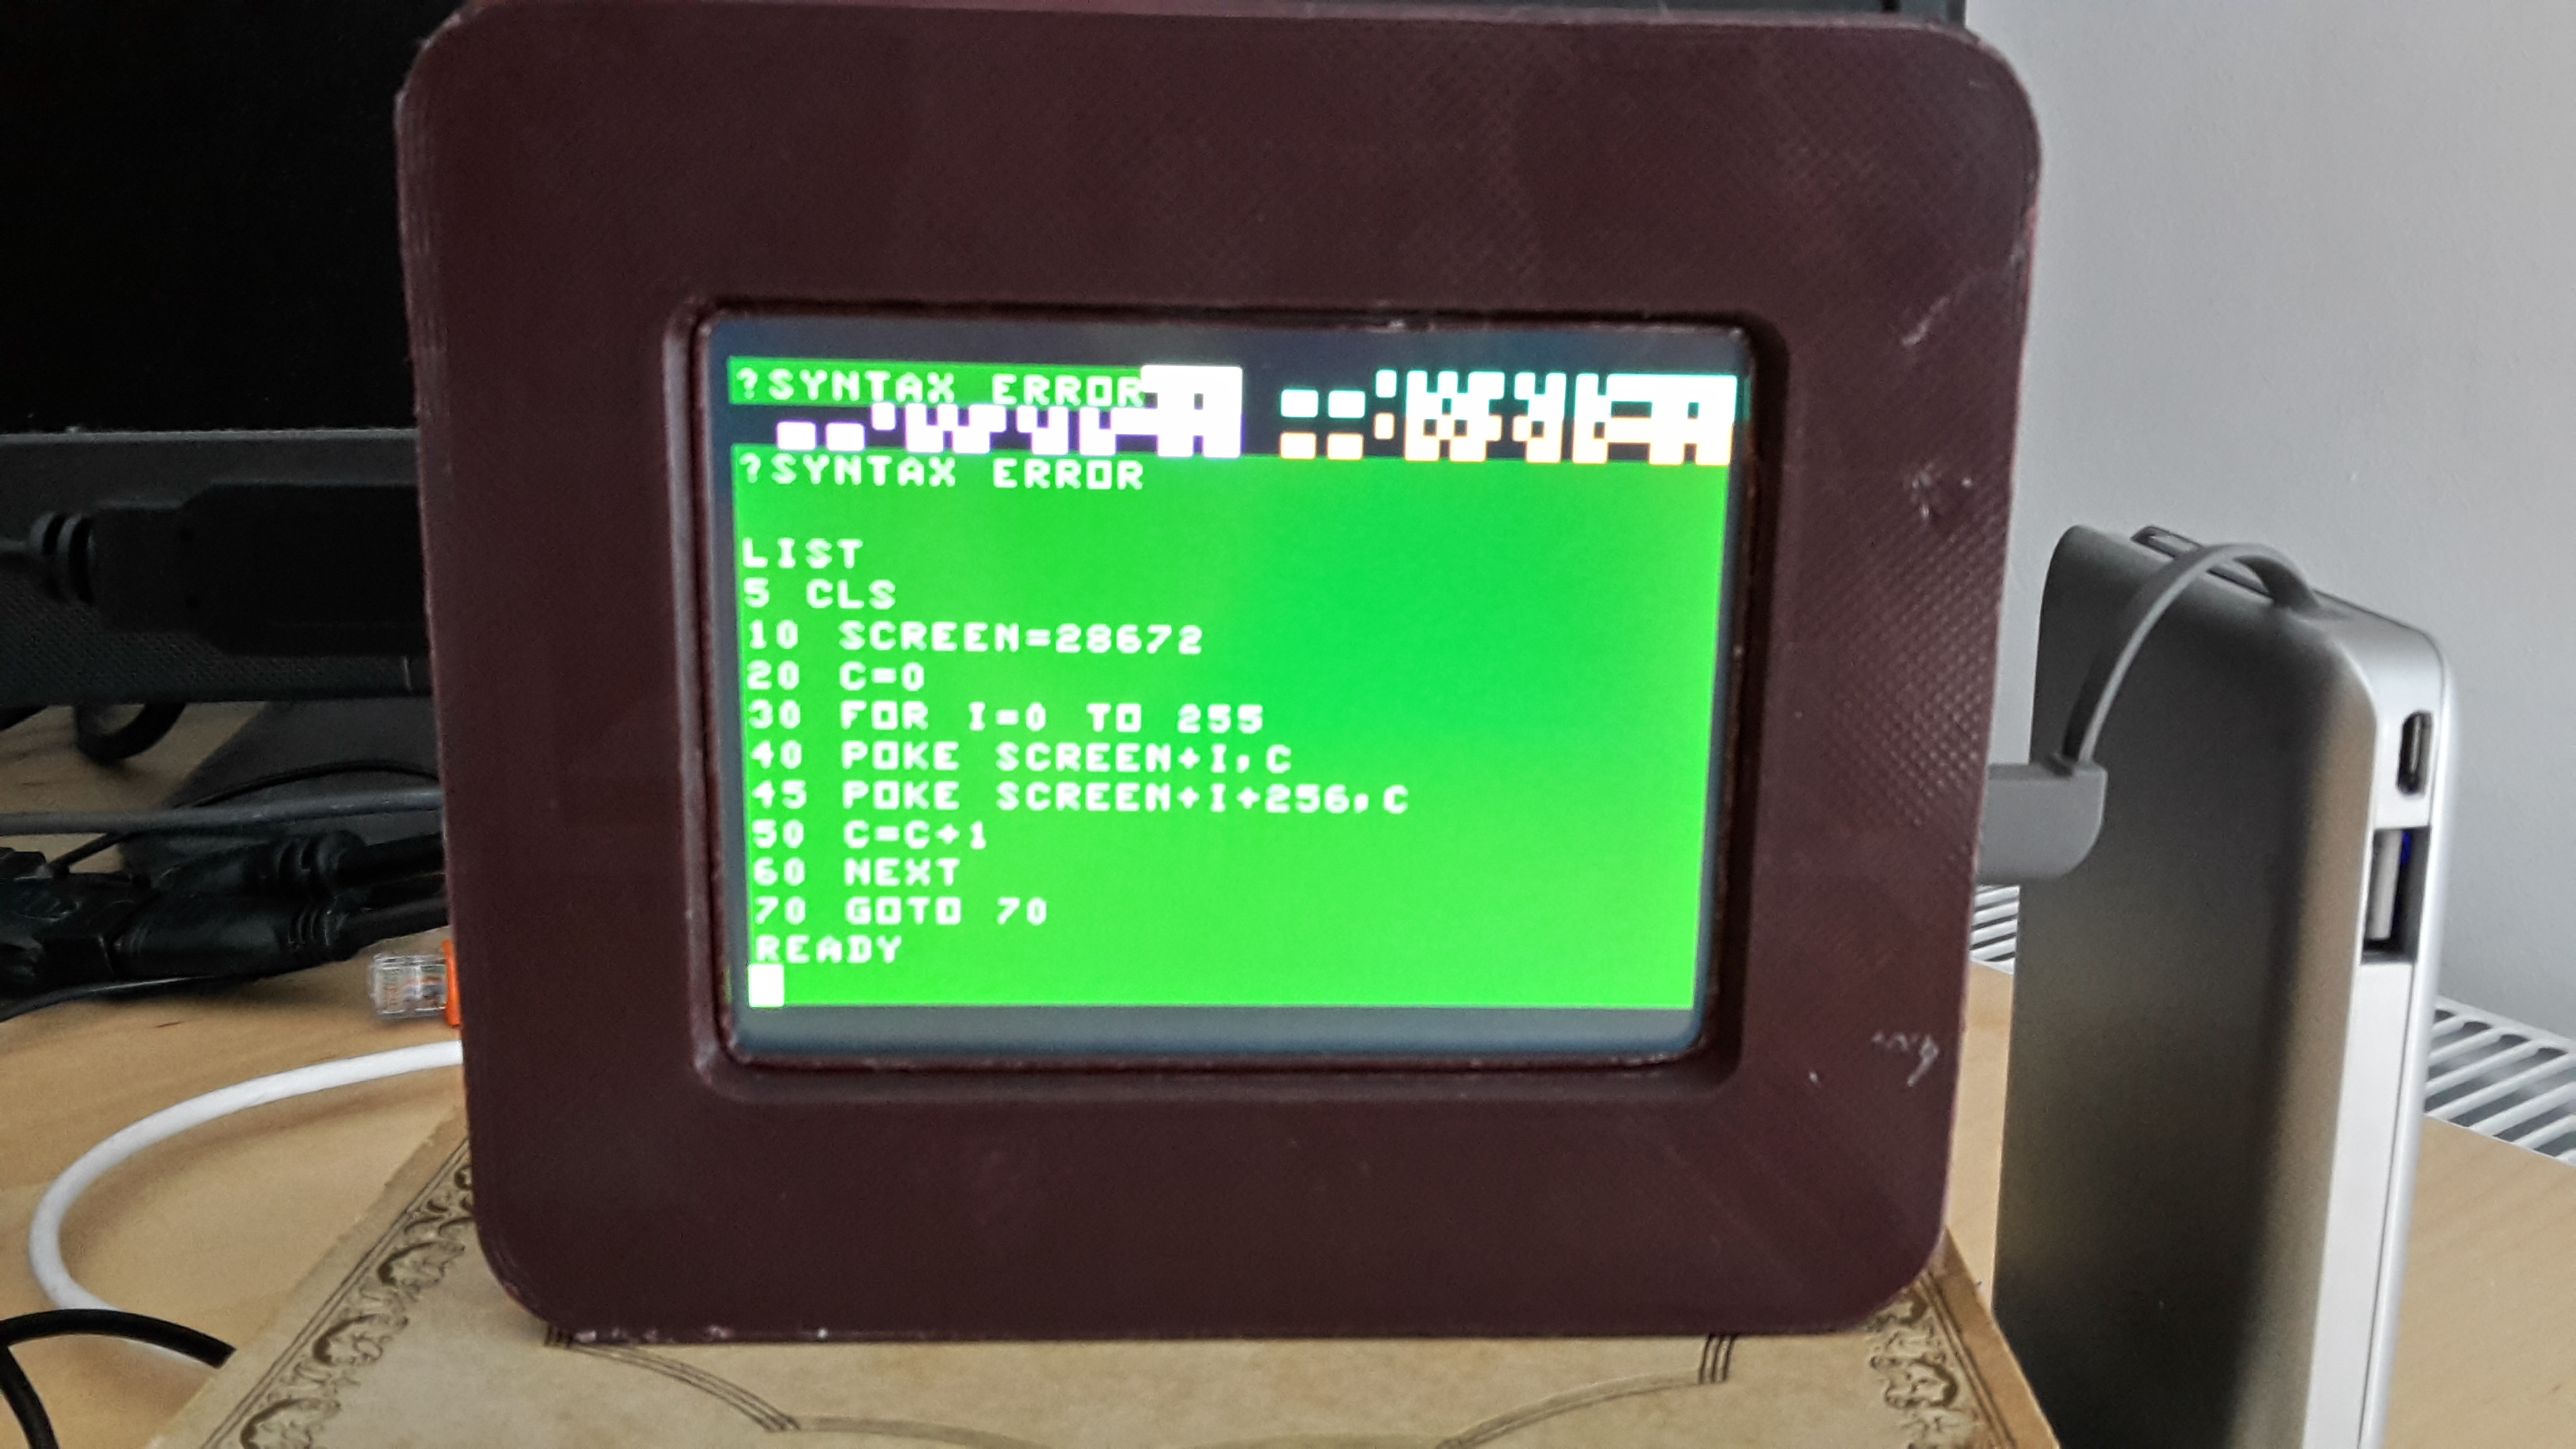 ?SYNTAX ERROR
?SYNTAX ERROR
LIST
5 CLS
10 SCREEN=28672
20 C=0
30 FOR I=0 TO 255
40 POKE SCREEN+I,C
45 POKE SCREEN+I+256,C
50 C=C+1
60 NEXT
70 GOTO 70
READY